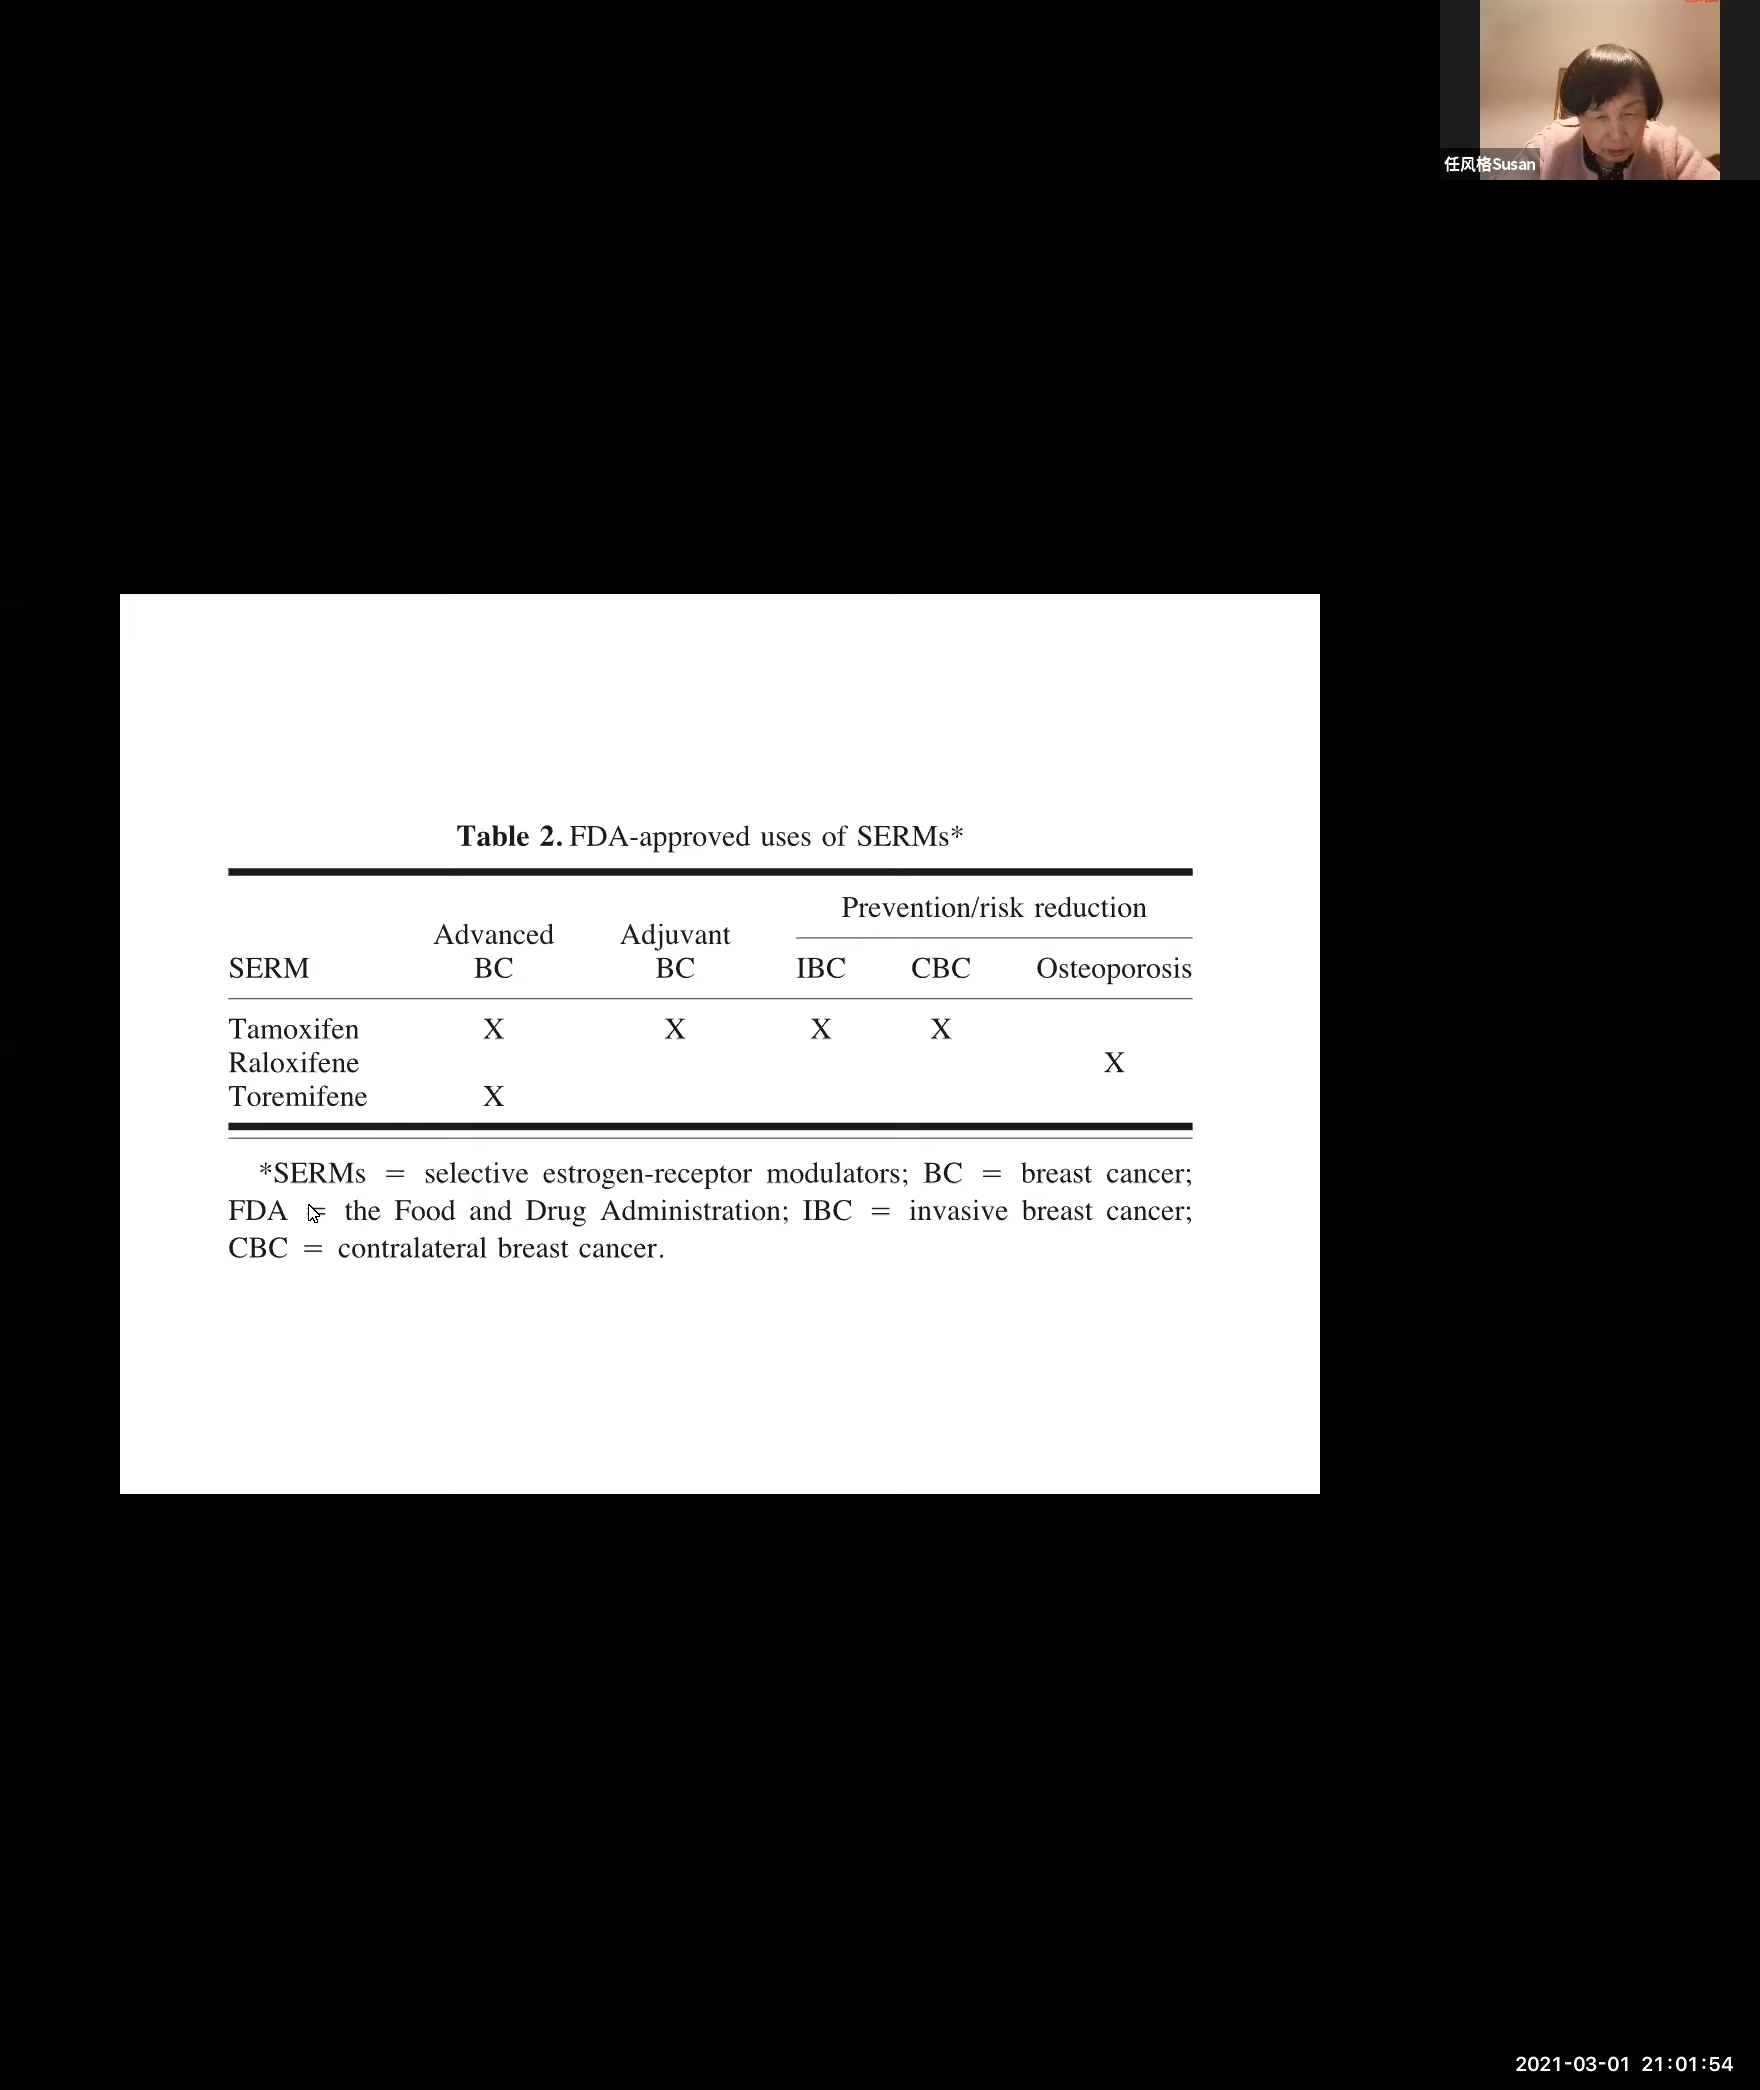 任风格Susan
Table 2. FDA-approved uses of SERMs*
Prevention/risk reduction
Advanced Adjuvant
SERM BC BC IBC CBC Osteoporosis
Tamoxifen X X X X
Raloxifene X
Toremifene X
*SERMs = selective estrogen-receptor modulators; BC = breast cancer;
FDA = the Food and Drug Administration; IBC = invasive breast cancer;
CBC = contralateral breast cancer.
2021-03-01 21:01:54